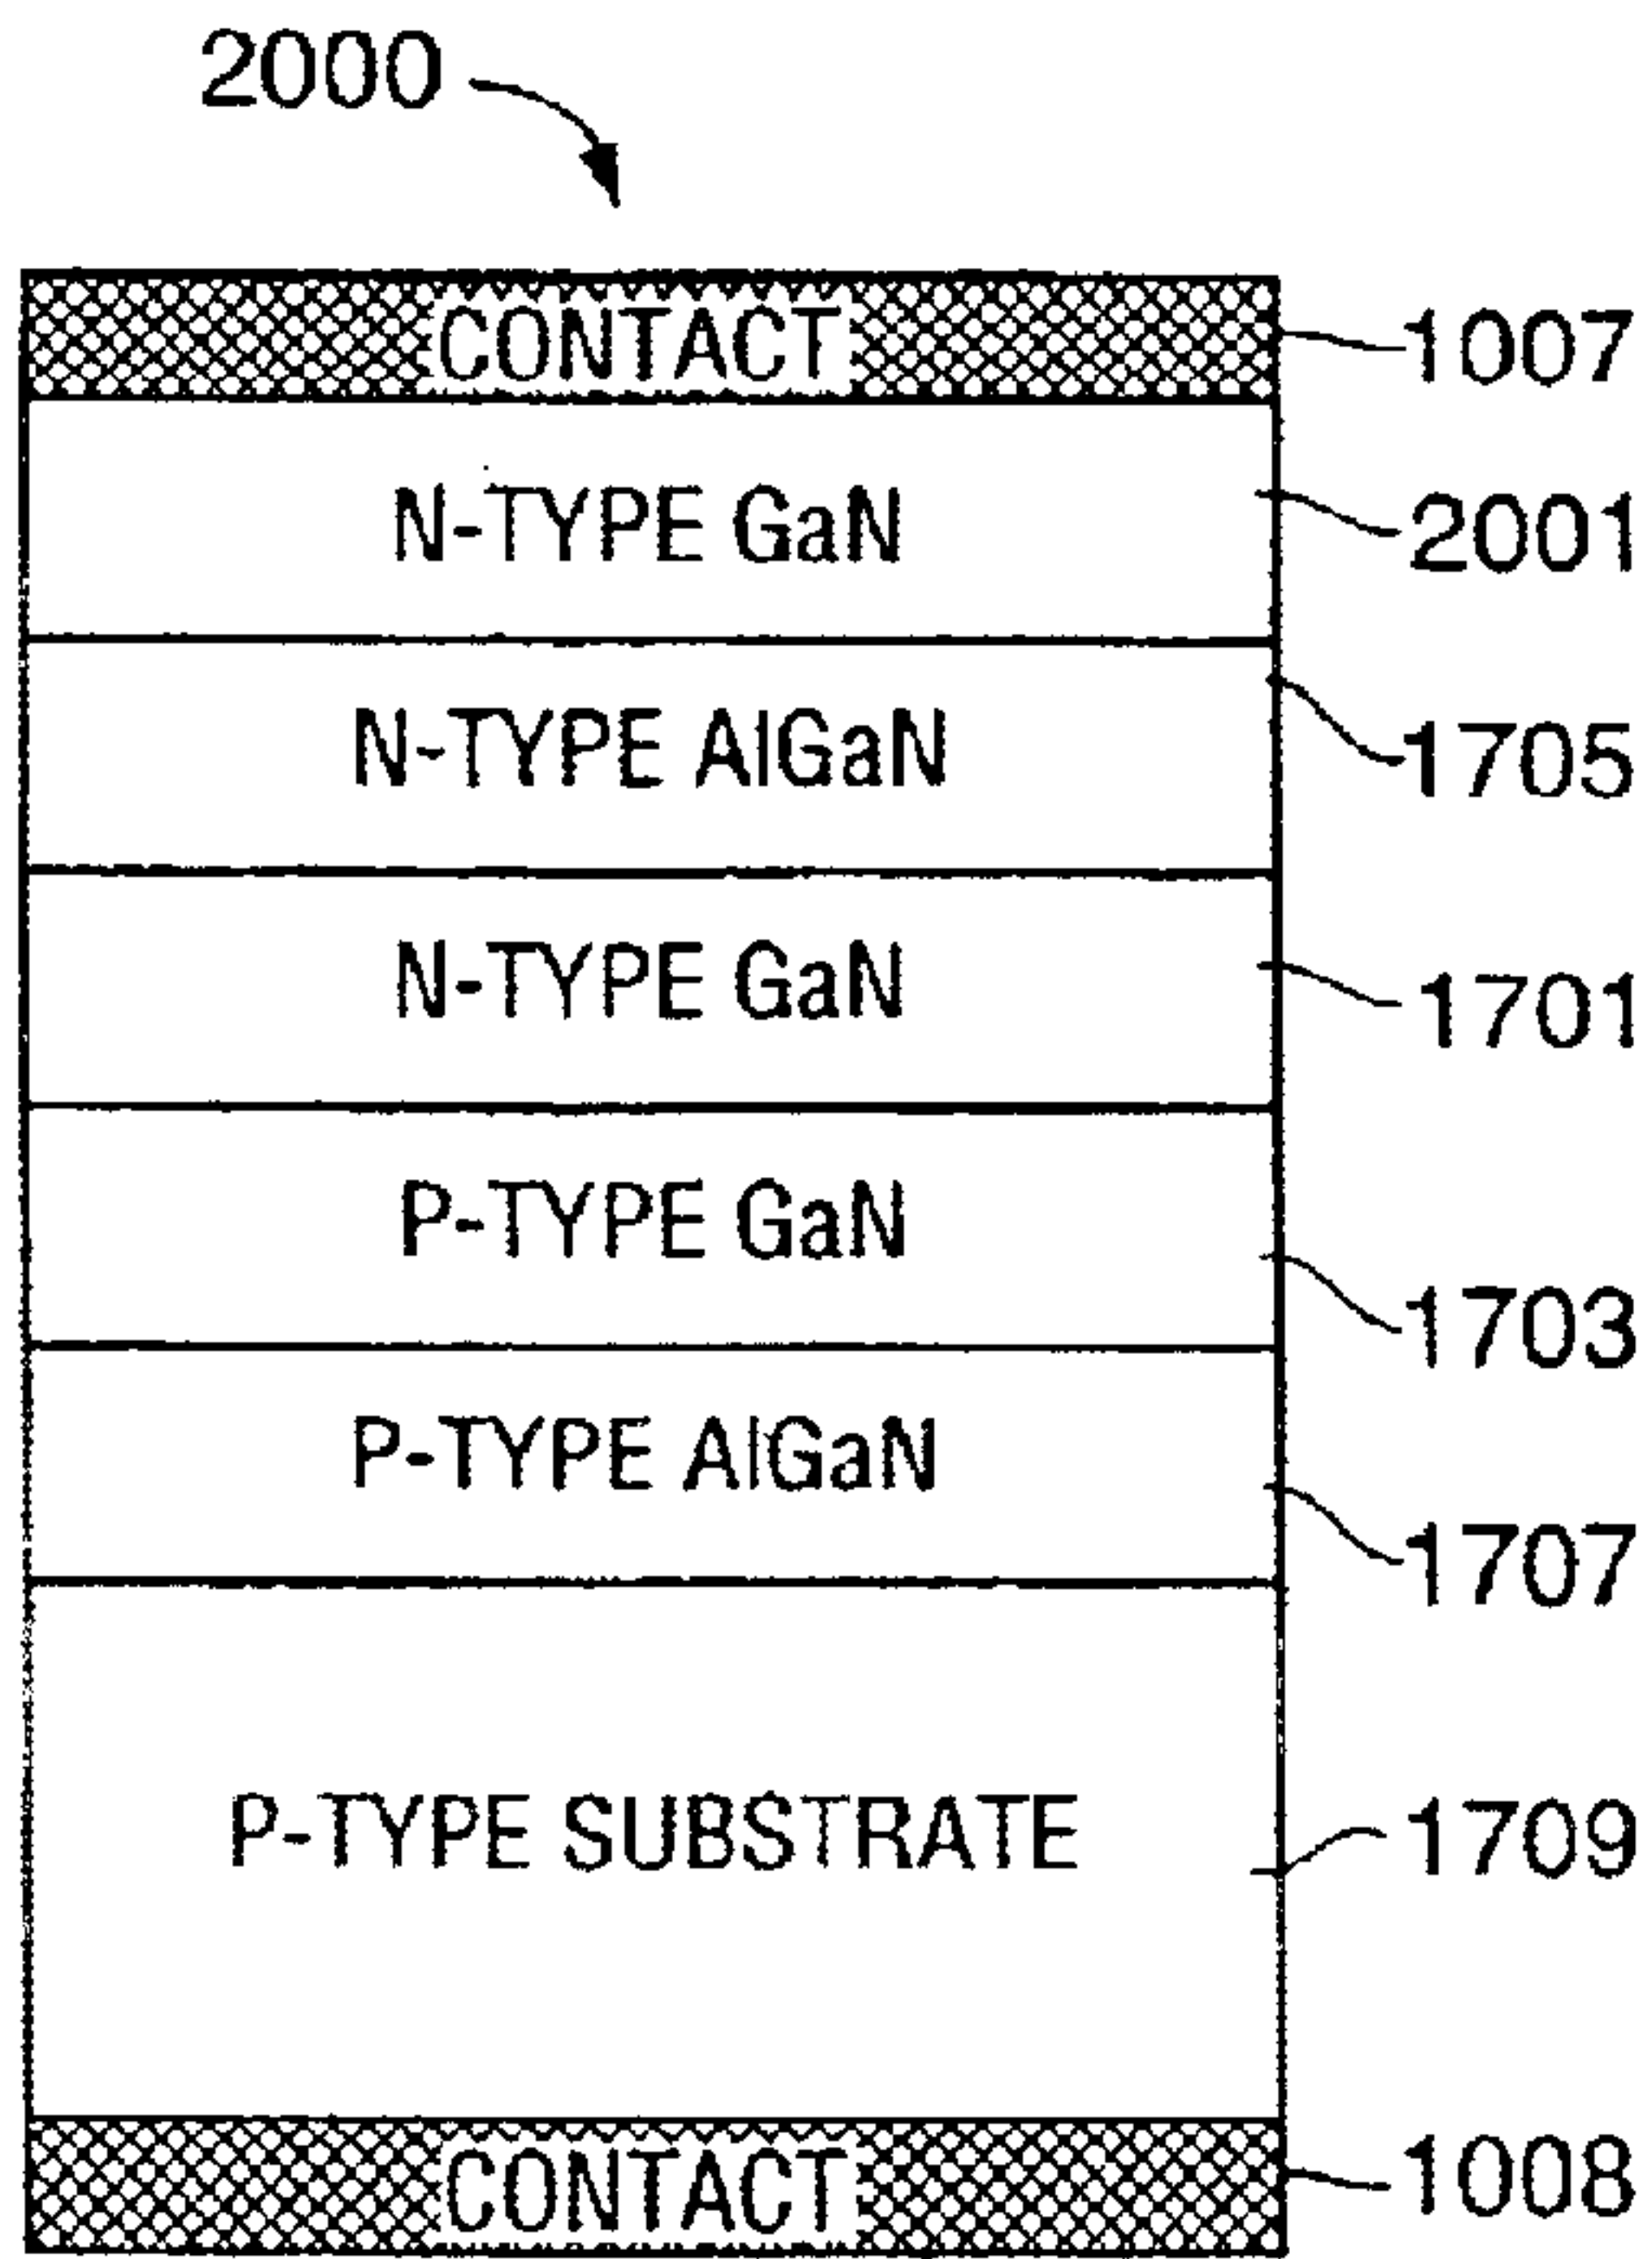 2000
CONTACT 1007
N-TYPE GaN 2001
N-TYPE AlGaN 1705
N-TYPE GaN 1701
P-TYPE GaN 1703
P-TYPE AlGaN 1707
P-TYPE SUBSTRATE 1709
CONTACT 1008